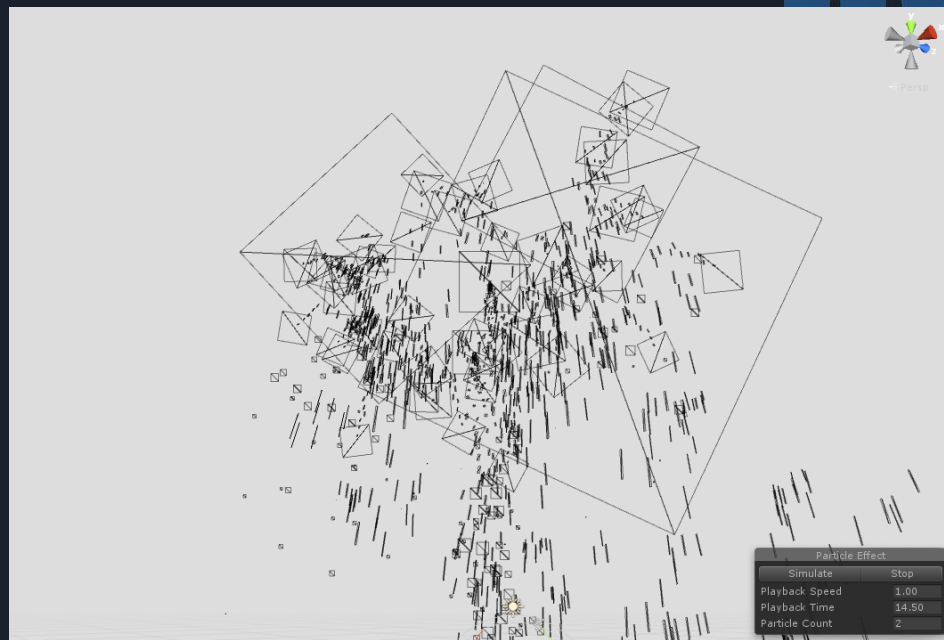 y
z
Persp
Particle Effect
Simulate Stop
Playback Speed 1.00
Playback Time 14.50
Particle Count 2